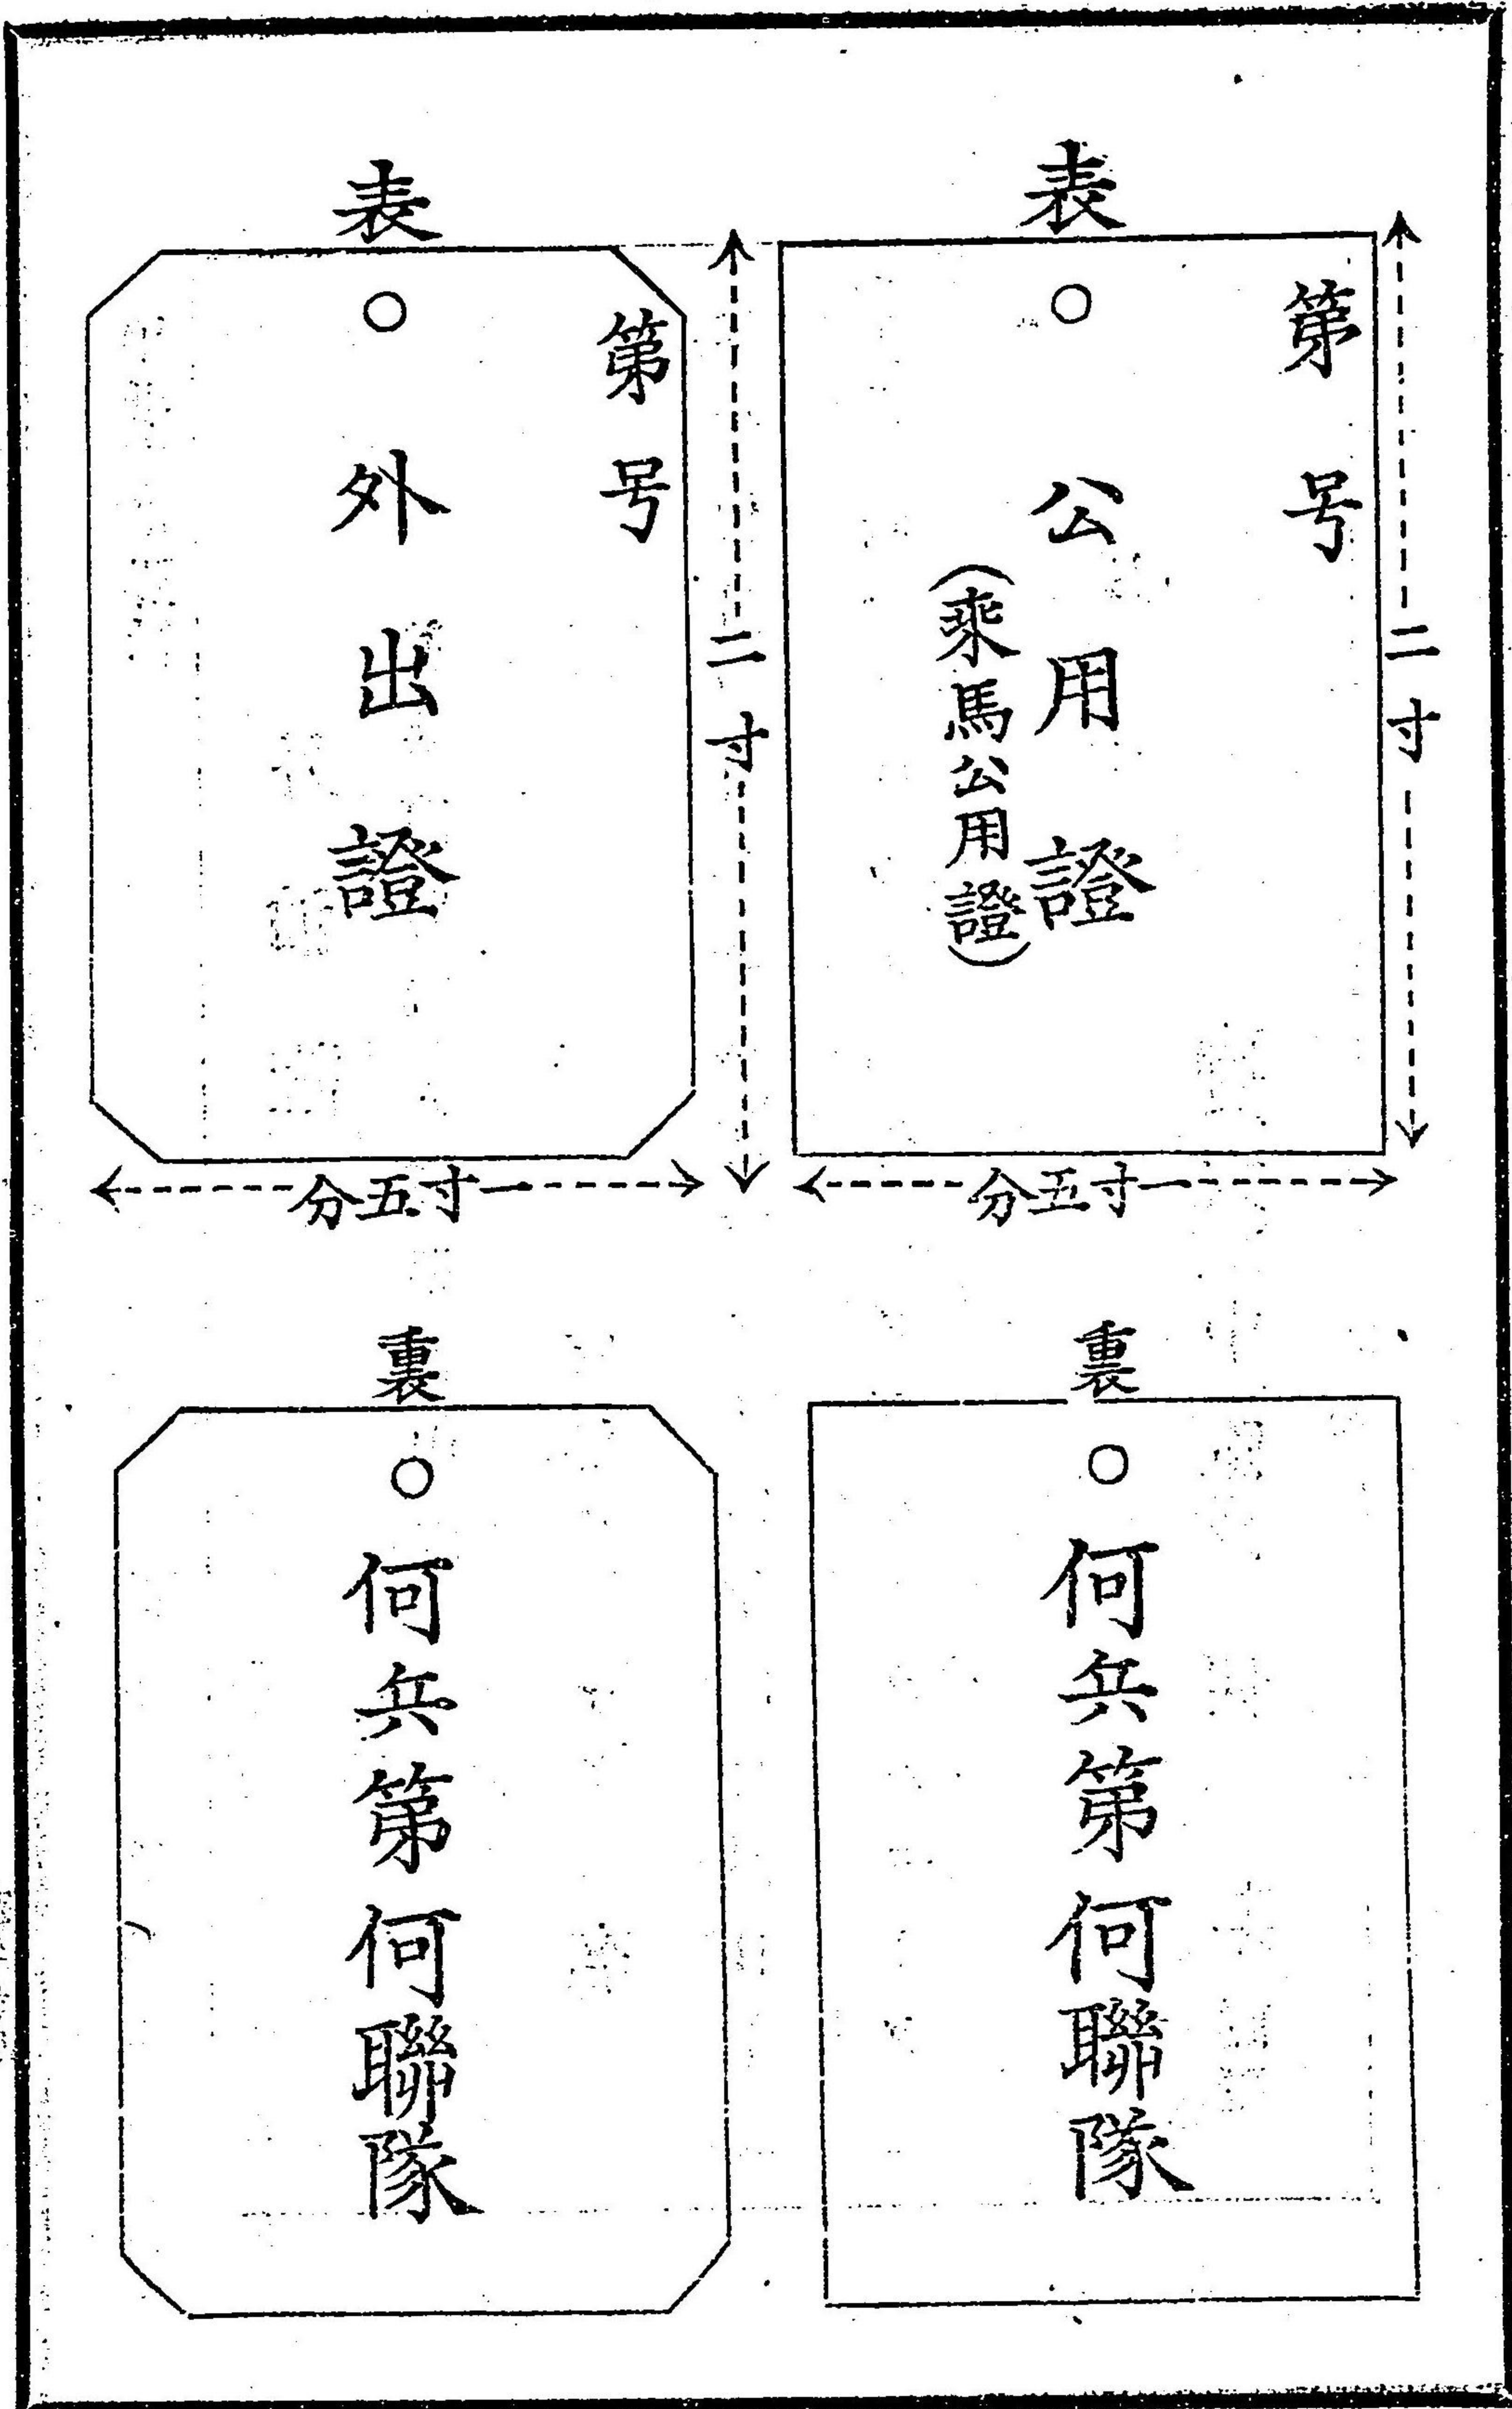 表
第号
公用證
(乘馬公用證)
二寸
一寸五分
表
第号
外出證
二寸
一寸五分
裏
何兵第何聯隊
裏
何兵第何聯隊